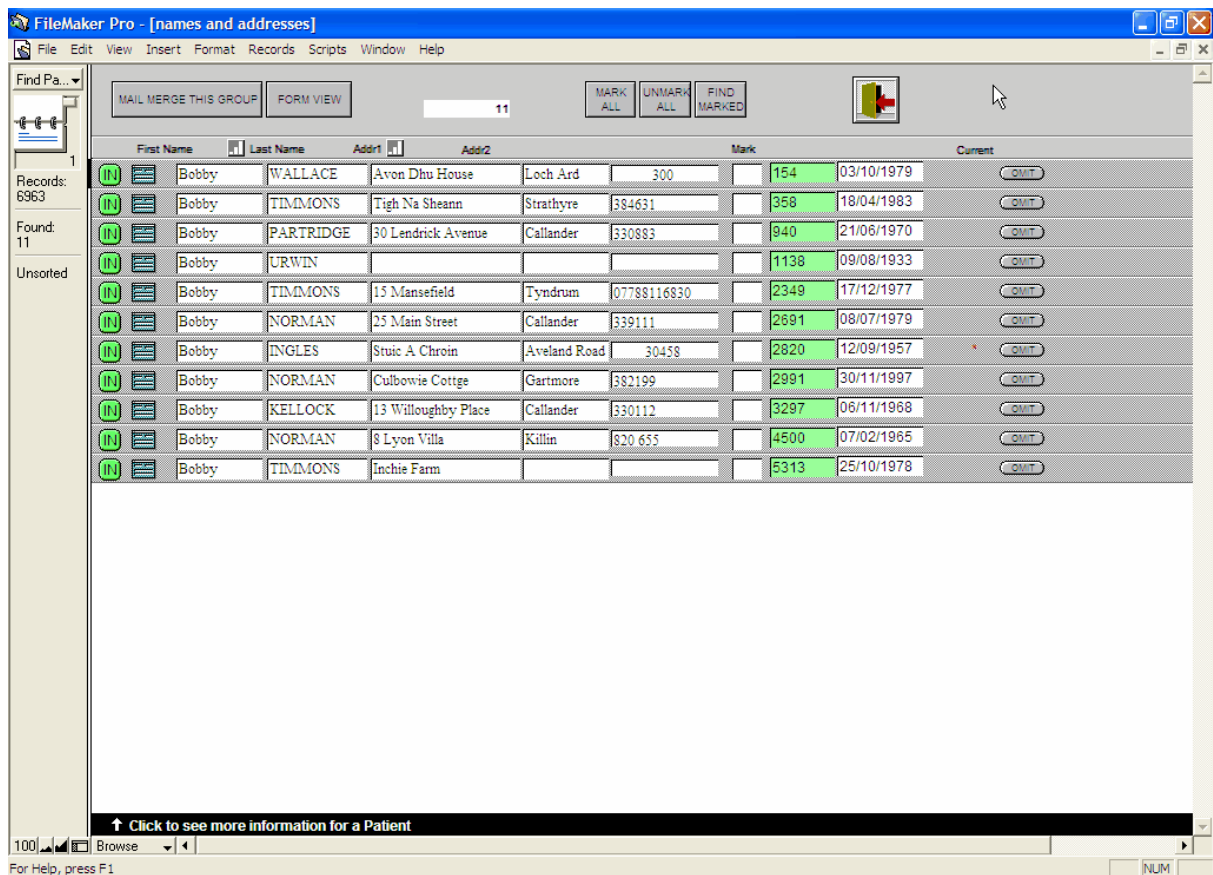 FileMaker Pro - [names and addresses]
File Edit View Insert Format Records Scripts Window Help
Find Pa...
1
Records:
6963
Found:
11
Unsorted
MAIL MERGE THIS GROUP FORM VIEW 11 MARK ALL UNMARK ALL FIND MARKED
First Name Last Name Addr1 Addr2 Mark Current
IN Bobby WALLACE Avon Dhu House Loch Ard 300 154 03/10/1979 OMIT
IN Bobby TIMMONS Tigh Na Sheann Strathyre 384631 358 18/04/1983 OMIT
IN Bobby PARTRIDGE 30 Lendrick Avenue Callander 330883 940 21/06/1970 OMIT
IN Bobby URWIN 1138 09/08/1933 OMIT
IN Bobby TIMMONS 15 Mansefield Tyndrum 07788116830 2349 17/12/1977 OMIT
IN Bobby NORMAN 25 Main Street Callander 339111 2691 08/07/1979 OMIT
IN Bobby INGLES Stuic A Chroin Aveland Road 30458 2820 12/09/1957 OMIT
IN Bobby NORMAN Culbowie Cottge Gartmore 382199 2991 30/11/1997 OMIT
IN Bobby KELLOCK 13 Willoughby Place Callander 330112 3297 06/11/1968 OMIT
IN Bobby NORMAN 8 Lyon Villa Killin 820 655 4500 07/02/1965 OMIT
IN Bobby TIMMONS Inchie Farm 5313 25/10/1978 OMIT
Click to see more information for a Patient
100 Browse
For Help, press F1 NUM